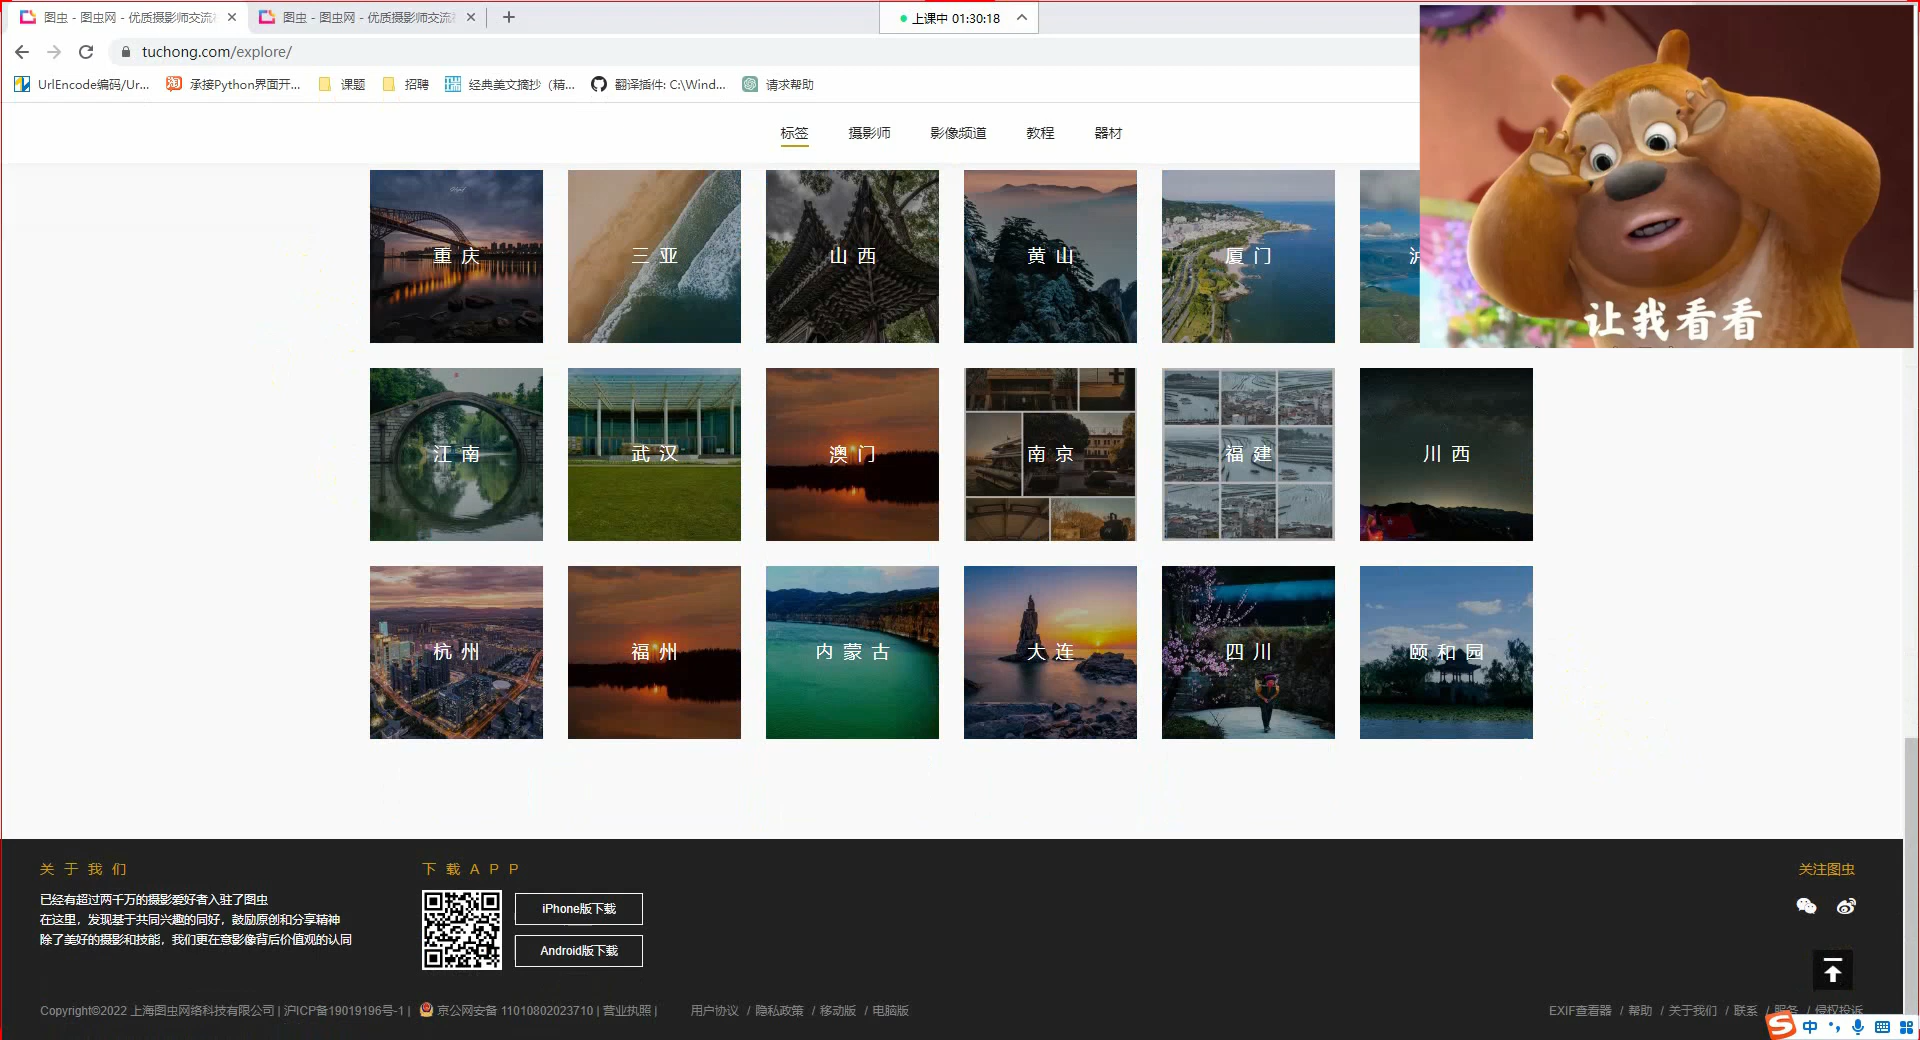 图虫 - 图虫网 - 优质摄影师交流
图虫 - 图虫网 - 优质摄影师交流
上课中 01:30:18
tuchong.com/explore/
UrlEncode编码/Ur...
承接Python界面开...
课题
招聘
经典美文摘抄（精...
翻译插件: C:\Wind...
请求帮助
标签
摄影师
影像频道
教程
器材
重庆
三亚
山西
黄山
厦门
让我看看
江南
武汉
澳门
南京
福建
川西
杭州
福州
内蒙古
大连
四川
颐和园
关于我们
下载APP
关注图虫
已经有超过两千万的摄影爱好者入驻了图虫
在这里，发现基于共同兴趣的同好，鼓励原创和分享精神
除了美好的摄影和技能，我们更在意影像背后价值观的认同
iPhone版下载
Android版下载
Copyright©2022 上海图虫网络科技有限公司 | 沪ICP备19019196号-1 | 京公网安备 11010802023710 | 营业执照 |
用户协议 / 隐私政策 / 移动版 / 电脑版
EXIF查看器 / 帮助 / 关于我们 / 联系 / 服务 / 侵权投诉
中